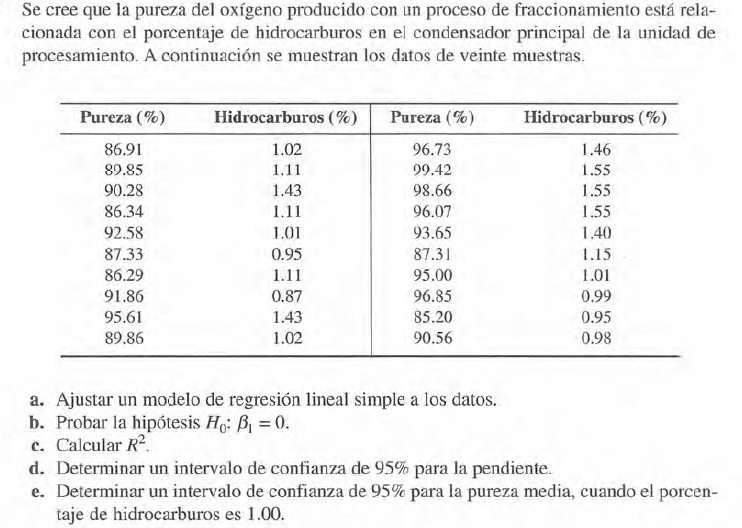 Se cree que la pureza del oxígeno producido con un proceso de fraccionamiento está rela-
cionada con el porcentaje de hidrocarburos en el condensador principal de la unidad de
procesamiento. A continuación se muestran los datos de veinte muestras.
Pureza (%) Hidrocarburos (%) Pureza (%) Hidrocarburos (%)
86.91 1.02 96.73 1.46
89.85 1.11 99.42 1.55
90.28 1.43 98.66 1.55
86.34 1.11 96.07 1.55
92.58 1.01 93.65 1.40
87.33 0.95 87.31 1.15
86.29 1.11 95.00 1.01
91.86 0.87 96.85 0.99
95.61 1.43 85.20 0.95
89.86 1.02 90.56 0.98
a. Ajustar un modelo de regresión lineal simple a los datos.
b. Probar la hipótesis H₀: β₁ = 0.
c. Calcular R².
d. Determinar un intervalo de confianza de 95% para la pendiente.
e. Determinar un intervalo de confianza de 95% para la pureza media, cuando el porcen-
taje de hidrocarburos es 1.00.